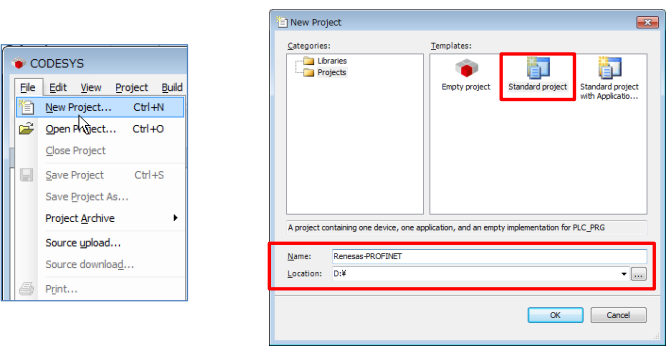 CODESYS
File Edit View Project Build
New Project... Ctrl+N
Open Project... Ctrl+O
Close Project
Save Project Ctrl+S
Save Project As...
Project Archive
Source upload...
Source download...
Print...
New Project
Categories:
Templates:
Libraries
Projects
Empty project
Standard project
Standard project
with Applicatio...
A project containing one device, one application, and an empty implementation for PLC_PRG
Name: Renesas-PROFINET
Location: D:¥
...
OK Cancel